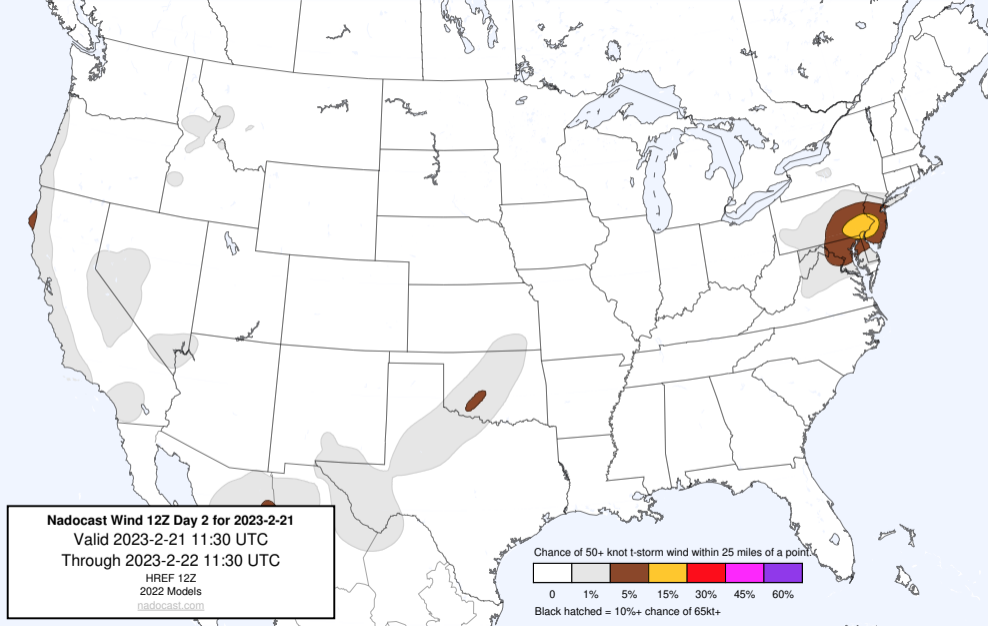 Nadocast Wind 12Z Day 2 for 2023-2-21
Valid 2023-2-21 11:30 UTC
Through 2023-2-22 11:30 UTC
HREF 12Z
2022 Models
nadocast.com
Chance of 50+ knot t-storm wind within 25 miles of a point.
0 1% 5% 15% 30% 45% 60%
Black hatched = 10%+ chance of 65kt+